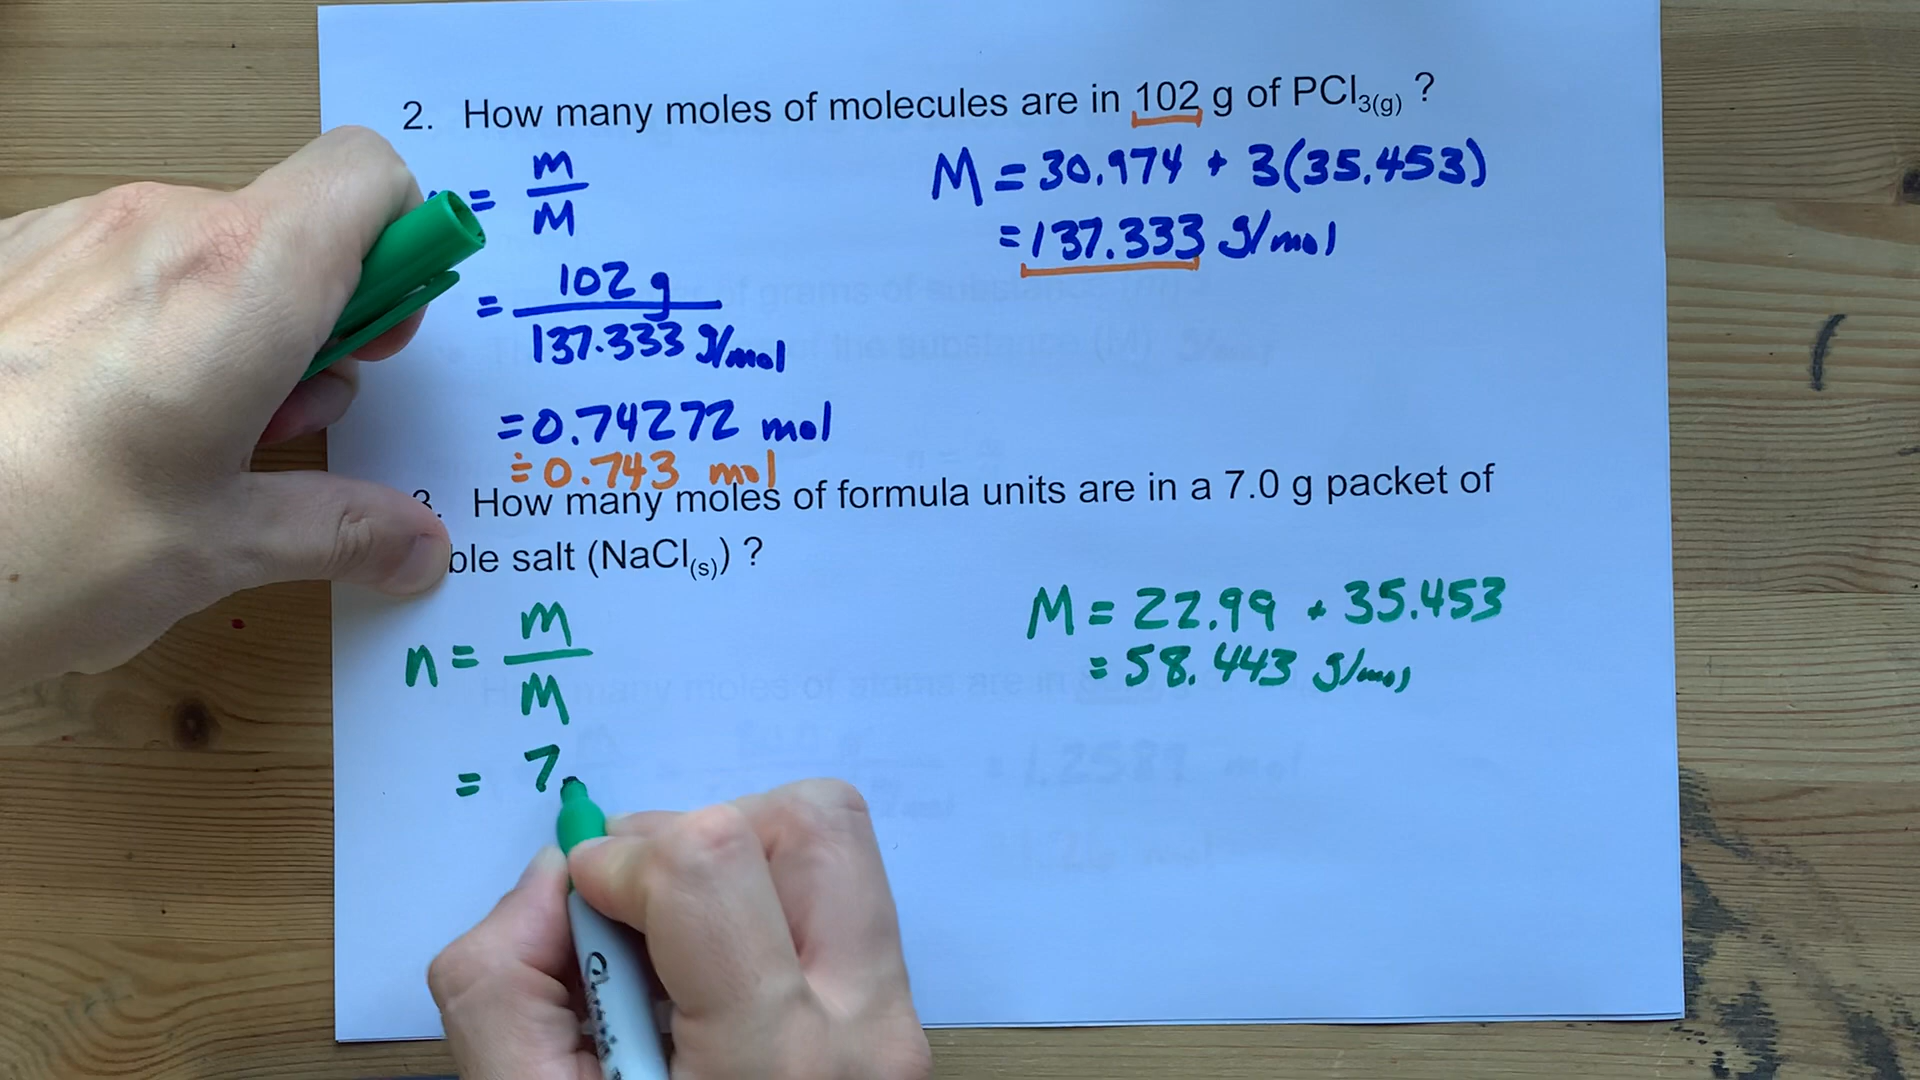 2. How many moles of molecules are in 102 g of PCl3(g) ?
= m/M
M = 30.974 + 3(35.453)
= 137.333 g/mol
= 102 g / 137.333 g/mol
= 0.74272 mol
≐ 0.743 mol
3. How many moles of formula units are in a 7.0 g packet of
ble salt (NaCl(s)) ?
n = m/M
M = 22.99 + 35.453
= 58.443 g/mol
= 7.